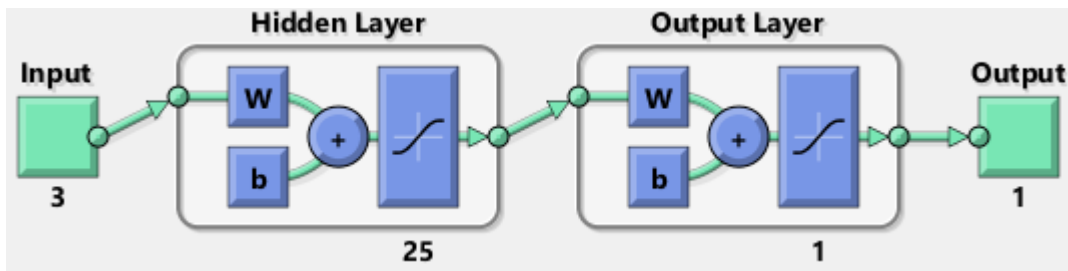 Hidden Layer
Output Layer
Input
Output
W
W
+
+
b
b
3
1
25
1